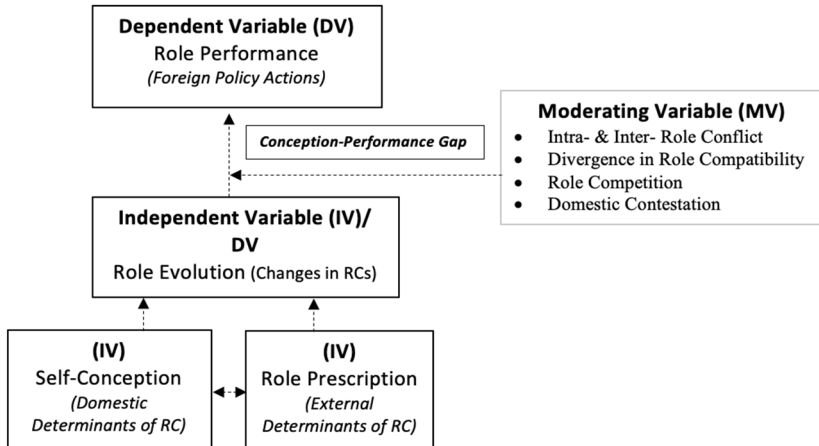 Dependent Variable (DV)
Role Performance
(Foreign Policy Actions)
Conception-Performance Gap
Moderating Variable (MV)
• Intra- & Inter- Role Conflict
• Divergence in Role Compatibility
• Role Competition
• Domestic Contestation
Independent Variable (IV)/
DV
Role Evolution (Changes in RCs)
(IV)
Self-Conception
(Domestic
Determinants of RC)
(IV)
Role Prescription
(External
Determinants of RC)